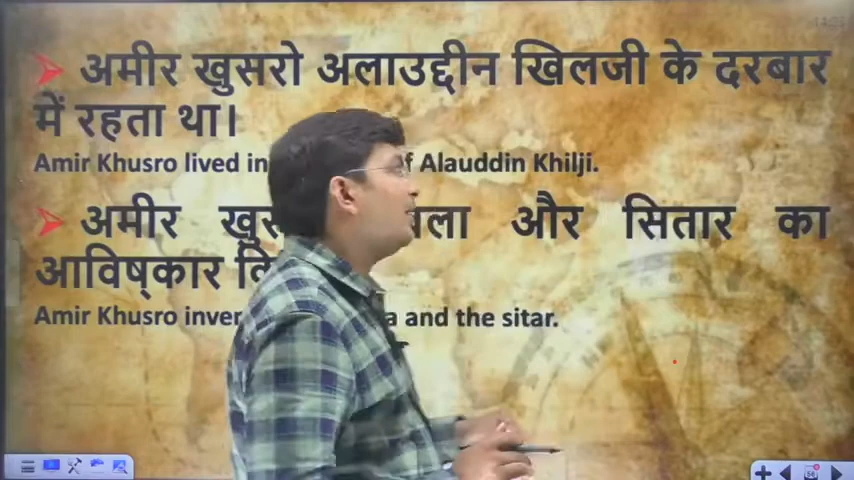 अमीर खुसरो अलाउद्दीन खिलजी के दरबार
में रहता था।
Amir Khusro lived in of Alauddin Khilji.
अमीर और सितार का
आविष्कार
Amir Khusro and the sitar.